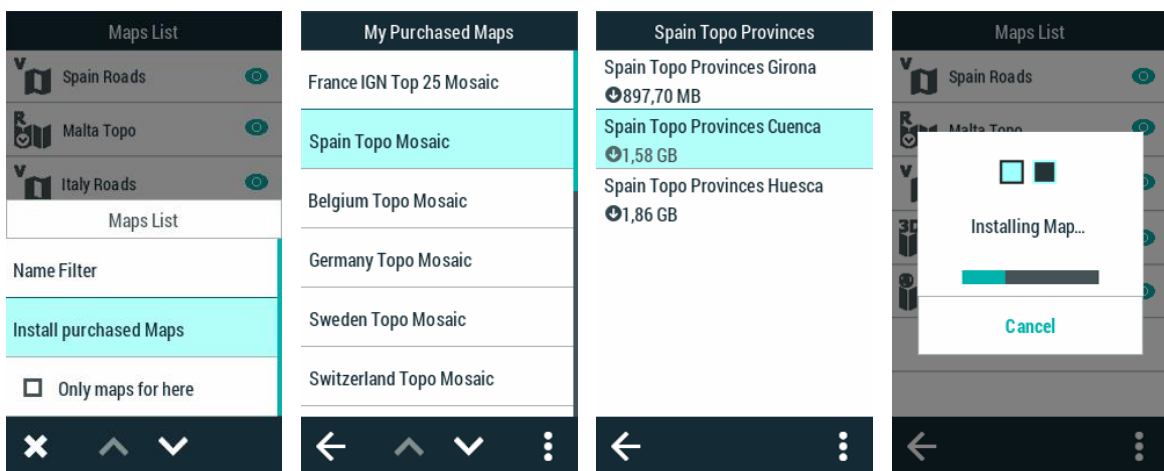 Maps List
V
Spain Roads
R
Malta Topo
V
Italy Roads
Maps List
Name Filter
Install purchased Maps
Only maps for here
My Purchased Maps
France IGN Top 25 Mosaic
Spain Topo Mosaic
Belgium Topo Mosaic
Germany Topo Mosaic
Sweden Topo Mosaic
Switzerland Topo Mosaic
Spain Topo Provinces
Spain Topo Provinces Girona
897,70 MB
Spain Topo Provinces Cuenca
1,58 GB
Spain Topo Provinces Huesca
1,86 GB
Maps List
V
Spain Roads
R
Malta Topo
V
3D
Installing Map...
Cancel